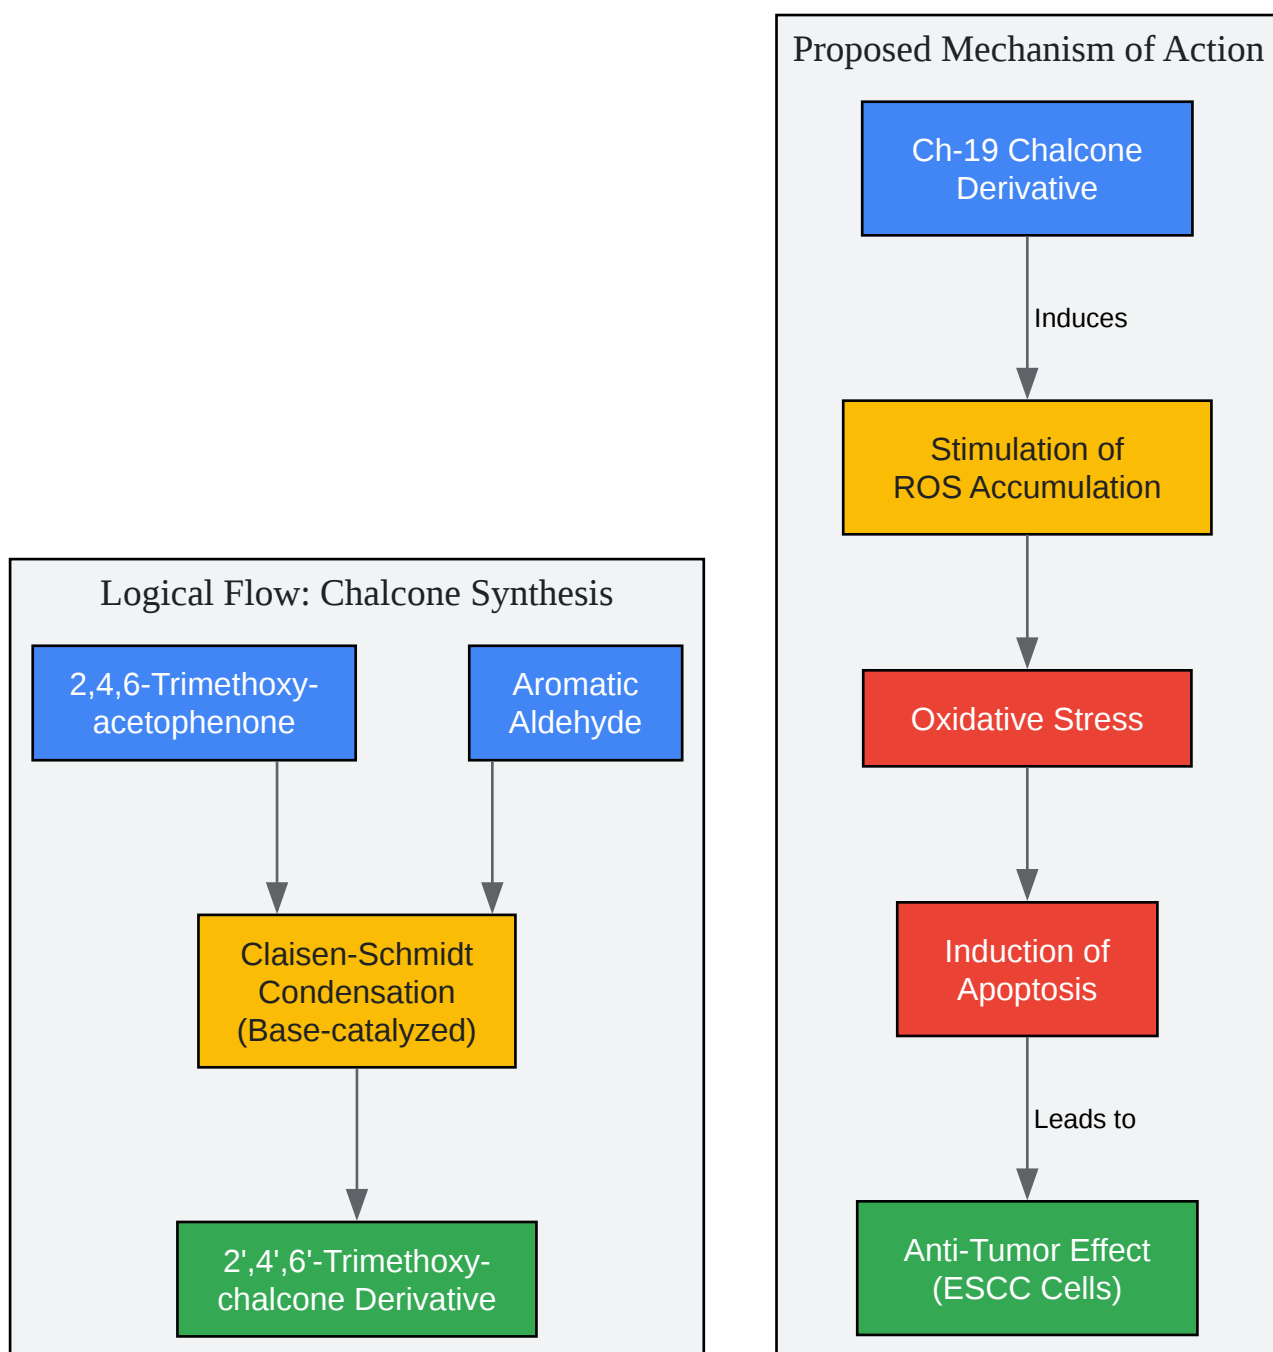 Logical Flow: Chalcone Synthesis
2,4,6-Trimethoxy-
acetophenone
Aromatic
Aldehyde
Claisen-Schmidt
Condensation
(Base-catalyzed)
2',4',6'-Trimethoxy-
chalcone Derivative
Proposed Mechanism of Action
Ch-19 Chalcone
Derivative
Induces
Stimulation of
ROS Accumulation
Oxidative Stress
Induction of
Apoptosis
Leads to
Anti-Tumor Effect
(ESCC Cells)